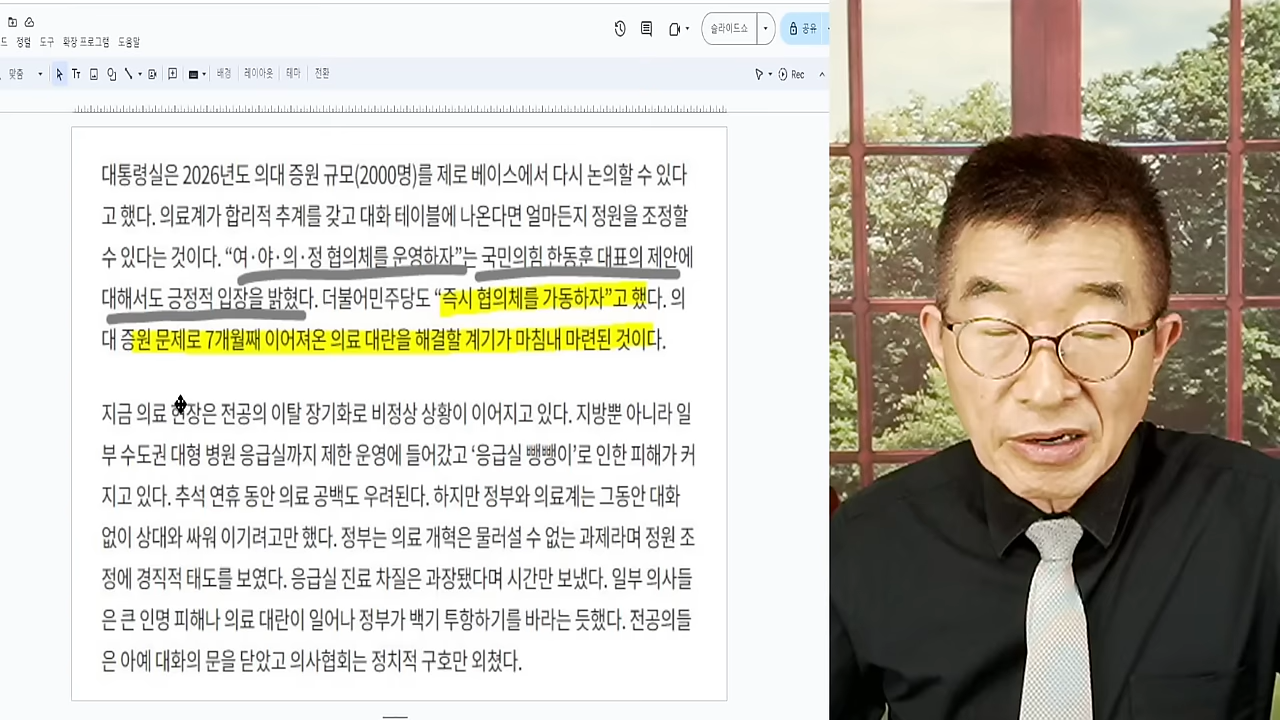 정렬 도구 확장 프로그램 도움말
슬라이드쇼
공유
맞춤
Tт
배경 레이아웃 테마 전환
Rec
대통령실은 2026년도 의대 증원 규모(2000명)를 제로 베이스에서 다시 논의할 수 있다
고 했다. 의료계가 합리적 추계를 갖고 대화 테이블에 나온다면 얼마든지 정원을 조정할
수 있다는 것이다. “여·야·의·정 협의체를 운영하자”는 국민의힘 한동훈 대표의 제안에
대해서도 긍정적 입장을 밝혔다. 더불어민주당도 “즉시 협의체를 가동하자”고 했다. 의
대 증원 문제로 7개월째 이어져온 의료 대란을 해결할 계기가 마침내 마련된 것이다.
지금 의료 현장은 전공의 이탈 장기화로 비정상 상황이 이어지고 있다. 지방뿐 아니라 일
부 수도권 대형 병원 응급실까지 제한 운영에 들어갔고 ‘응급실 뺑뺑이’로 인한 피해가 커
지고 있다. 추석 연휴 동안 의료 공백도 우려된다. 하지만 정부와 의료계는 그동안 대화
없이 상대와 싸워 이기려고만 했다. 정부는 의료 개혁은 물러설 수 없는 과제라며 정원 조
정에 경직적 태도를 보였다. 응급실 진료 차질은 과장됐다며 시간만 보냈다. 일부 의사들
은 큰 인명 피해나 의료 대란이 일어나 정부가 백기 투항하기를 바라는 듯했다. 전공의들
은 아예 대화의 문을 닫았고 의사협회는 정치적 구호만 외쳤다.